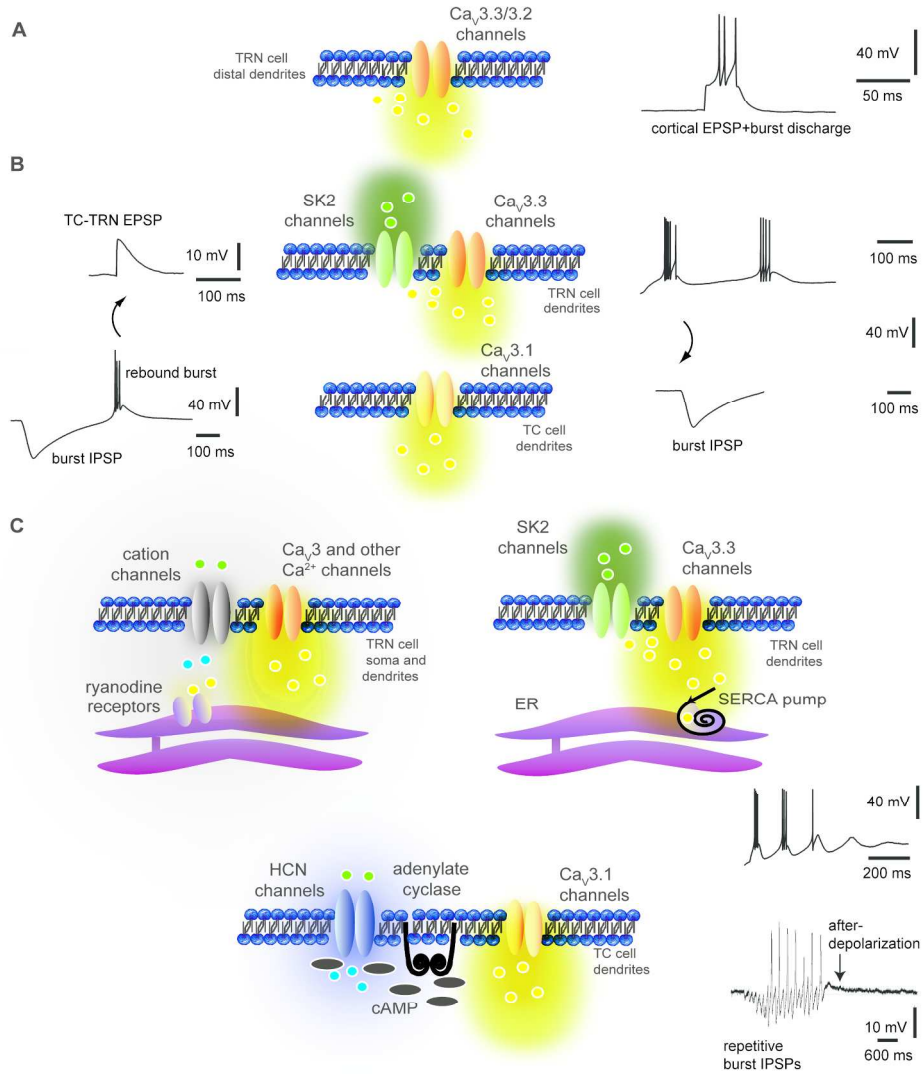 A
CaV3.3/3.2
channels
TRN cell
distal dendrites
40 mV
50 ms
cortical EPSP+burst discharge
B
TC-TRN EPSP
10 mV
100 ms
rebound burst
40 mV
100 ms
burst IPSP
SK2
channels
CaV3.3
channels
TRN cell
dendrites
CaV3.1
channels
TC cell
dendrites
100 ms
40 mV
100 ms
burst IPSP
C
cation
channels
CaV3 and other
Ca2+ channels
TRN cell
soma and
dendrites
ryanodine
receptors
SK2
channels
CaV3.3
channels
TRN cell
dendrites
ER
SERCA pump
40 mV
200 ms
HCN
channels
adenylate
cyclase
CaV3.1
channels
TC cell
dendrites
cAMP
after-
depolarization
10 mV
600 ms
repetitive
burst IPSPs